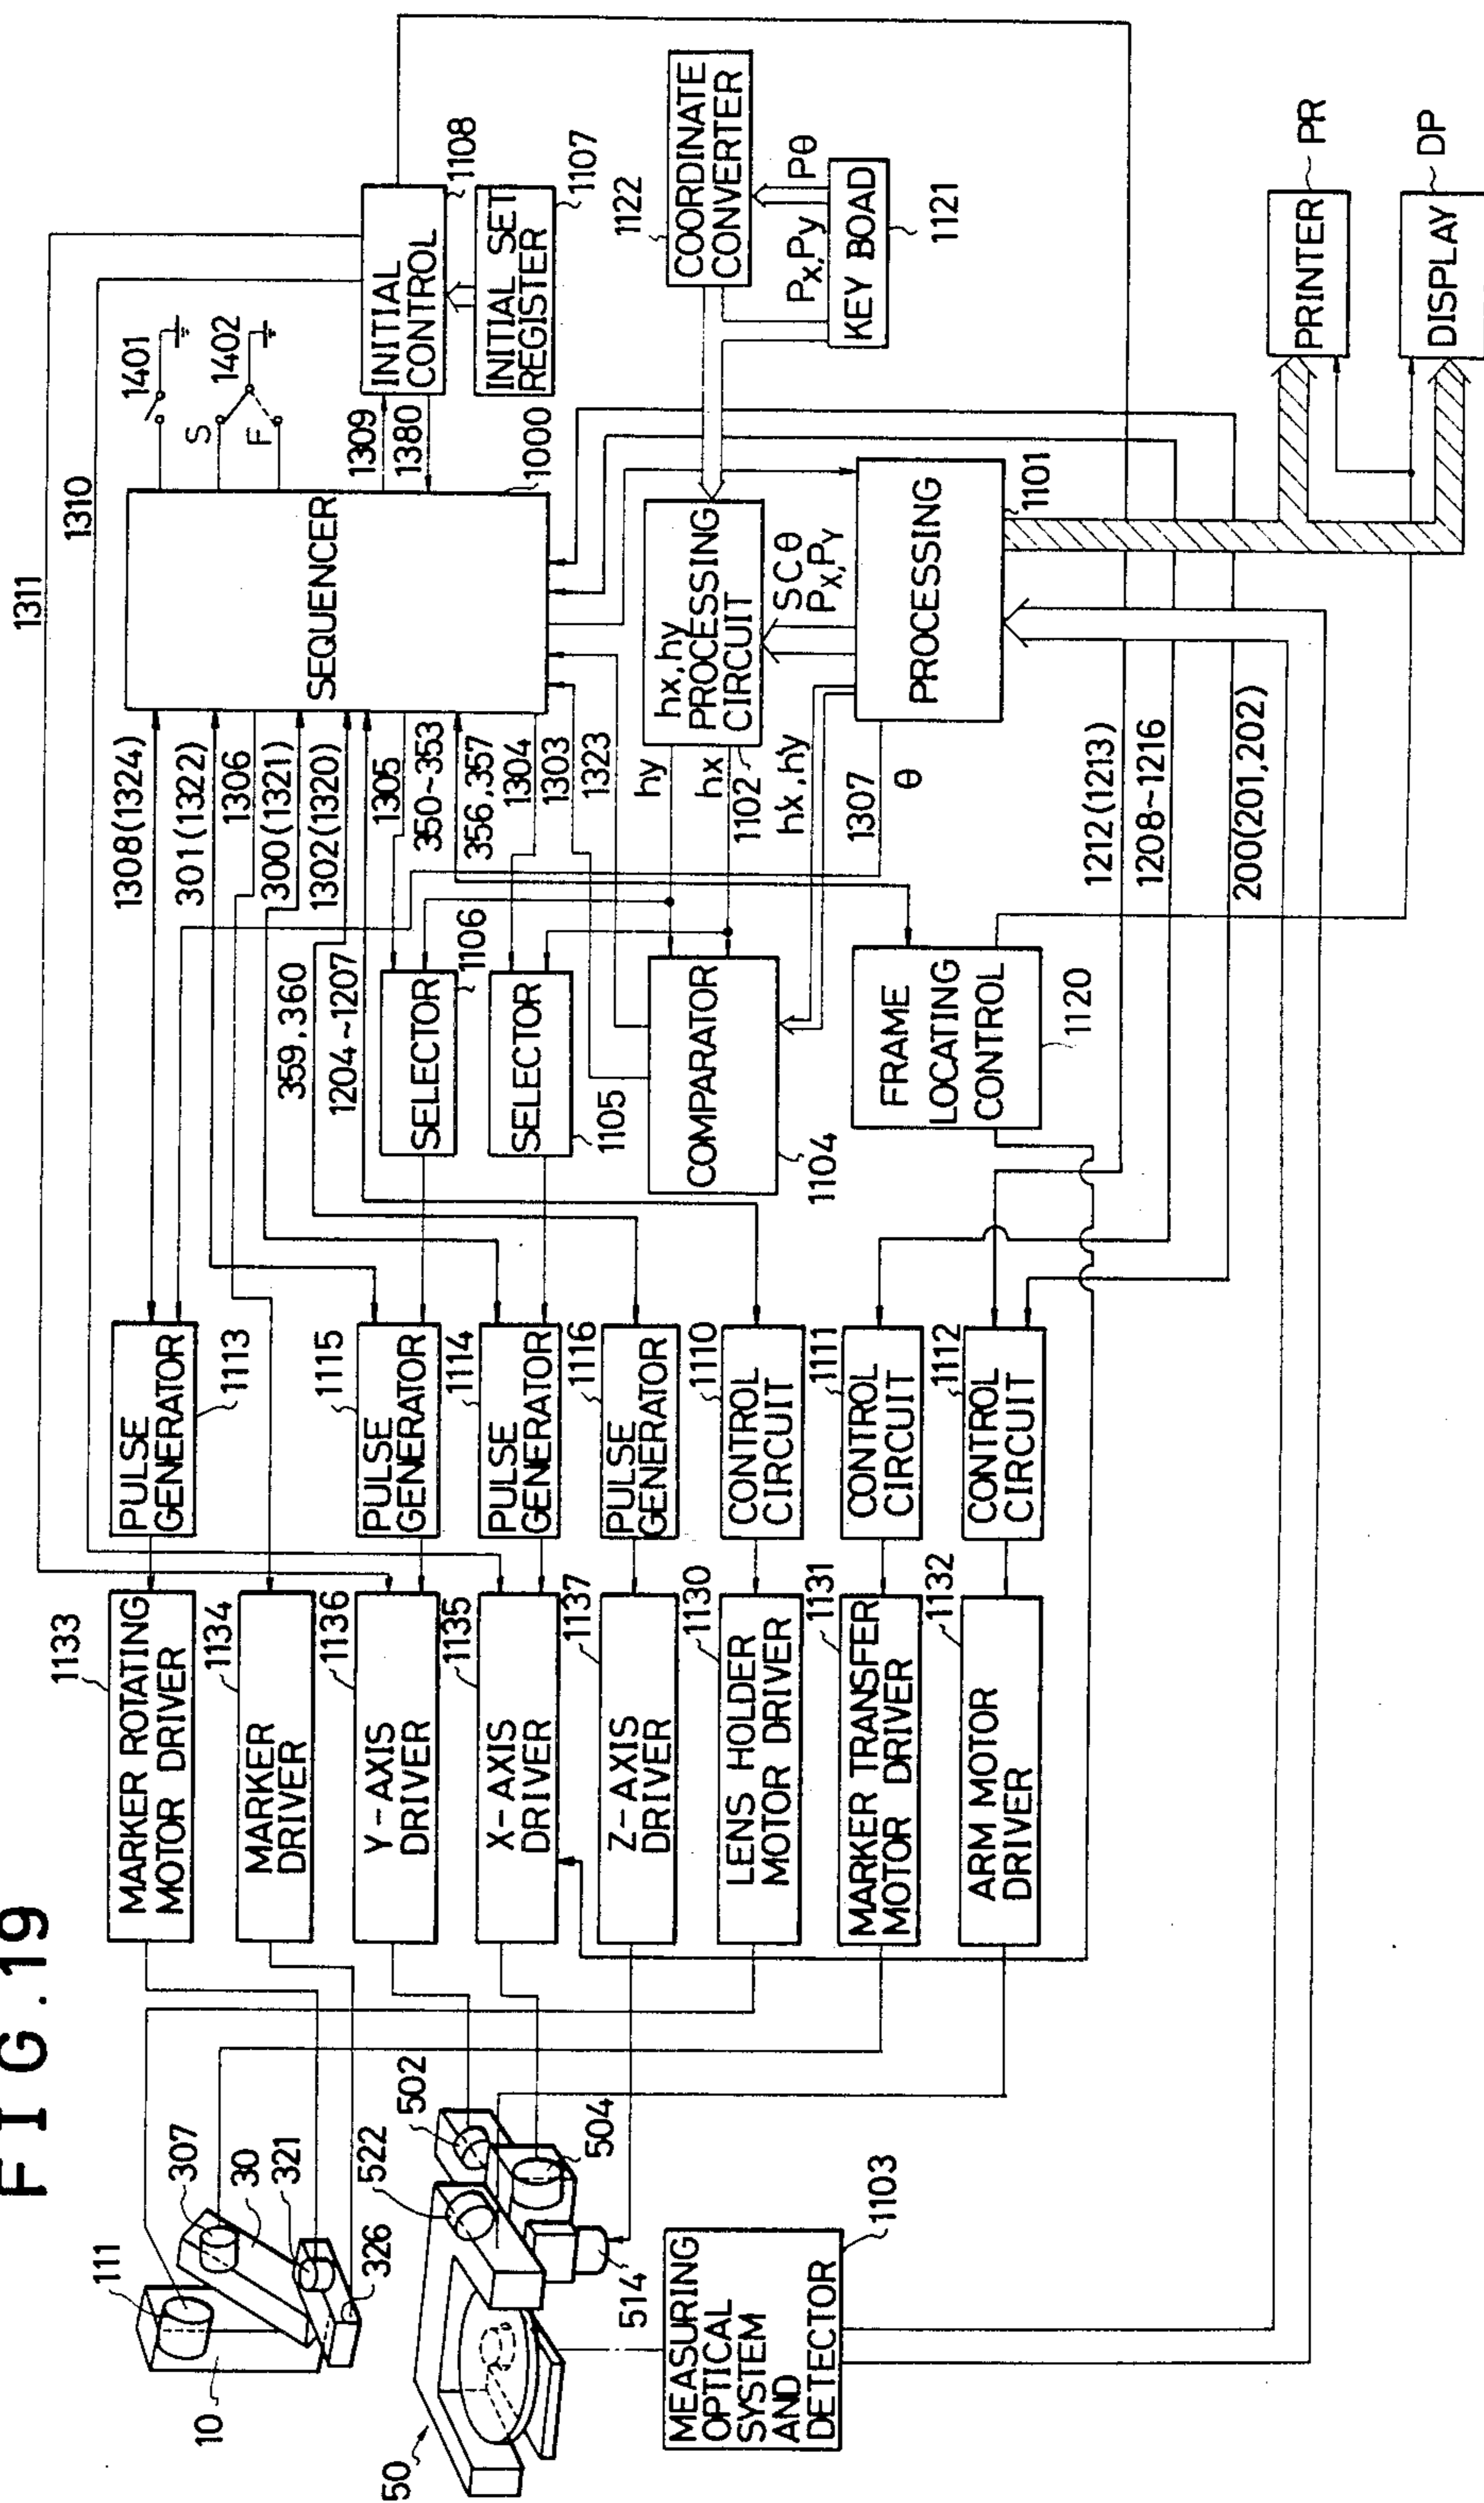 FIG.19
1311
1310
1308(1324)
301(1322)
1306
300(1321)
1302(1320)
359,360
1204~1207
1305
350~353
356,357
1304
1303
1323
SEQUENCER
1000
1401
S
F
1402
1309
1380
INITIAL
CONTROL
1108
INITIAL SET
REGISTER
1107
COORDINATE
CONVERTER
1122
Px,Py
Pθ
KEY BOAD
1121
hx,hy
PROCESSING
CIRCUIT
1102
hy
hx
SCθ
Px,PY
PROCESSING
1101
h'x,h'y
1307
θ
PRINTER
PR
DISPLAY
DP
1212(1213)
1208~1216
200(201,202)
SELECTOR
1106
SELECTOR
1105
COMPARATOR
1104
FRAME
LOCATING
CONTROL
1120
PULSE
GENERATOR
1113
PULSE
GENERATOR
1115
PULSE
GENERATOR
1114
PULSE
GENERATOR
1116
CONTROL
CIRCUIT
1110
CONTROL
CIRCUIT
1111
CONTROL
CIRCUIT
1112
MARKER ROTATING
MOTOR DRIVER
1133
MARKER
DRIVER
1134
Y-AXIS
DRIVER
1136
X-AXIS
DRIVER
1135
Z-AXIS
DRIVER
1137
LENS HOLDER
MOTOR DRIVER
1130
MARKER TRANSFER
MOTOR DRIVER
1131
ARM MOTOR
DRIVER
1132
111
307
30
321
326
10
502
522
504
514
50
MEASURING
OPTICAL
SYSTEM
AND
DETECTOR
1103